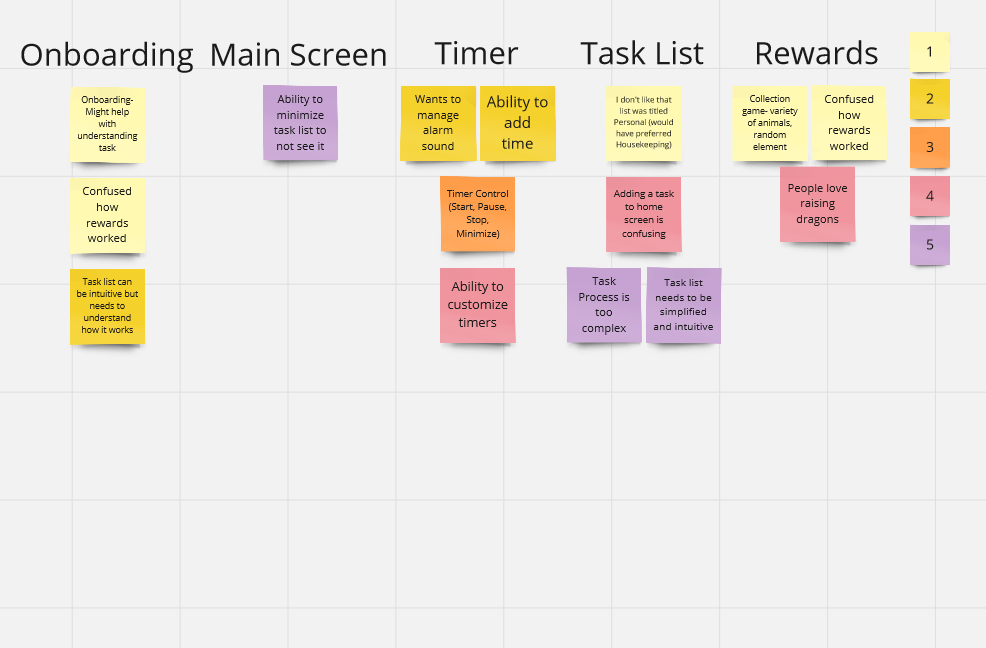 Onboarding
Main Screen
Timer
Task List
Rewards
Onboarding-
Might help
with
understanding
task
Confused
how
rewards
worked
Task list can
be intuitive but
needs to
understand
how it works
Ability to
minimize
task list to
not see it
Wants to
manage
alarm
sound
Ability to
add
time
Timer Control
(Start, Pause,
Stop,
Minimize)
Ability to
customize
timers
I don't like that
list was titled
Personal (would
have preferred
Housekeeping)
Adding a task
to home
screen is
confusing
Task
Process is
too
complex
Task list
needs to be
simplified
and intuitive
Collection
game- variety
of animals,
random
element
Confused
how
rewards
worked
People love
raising
dragons
1
2
3
4
5